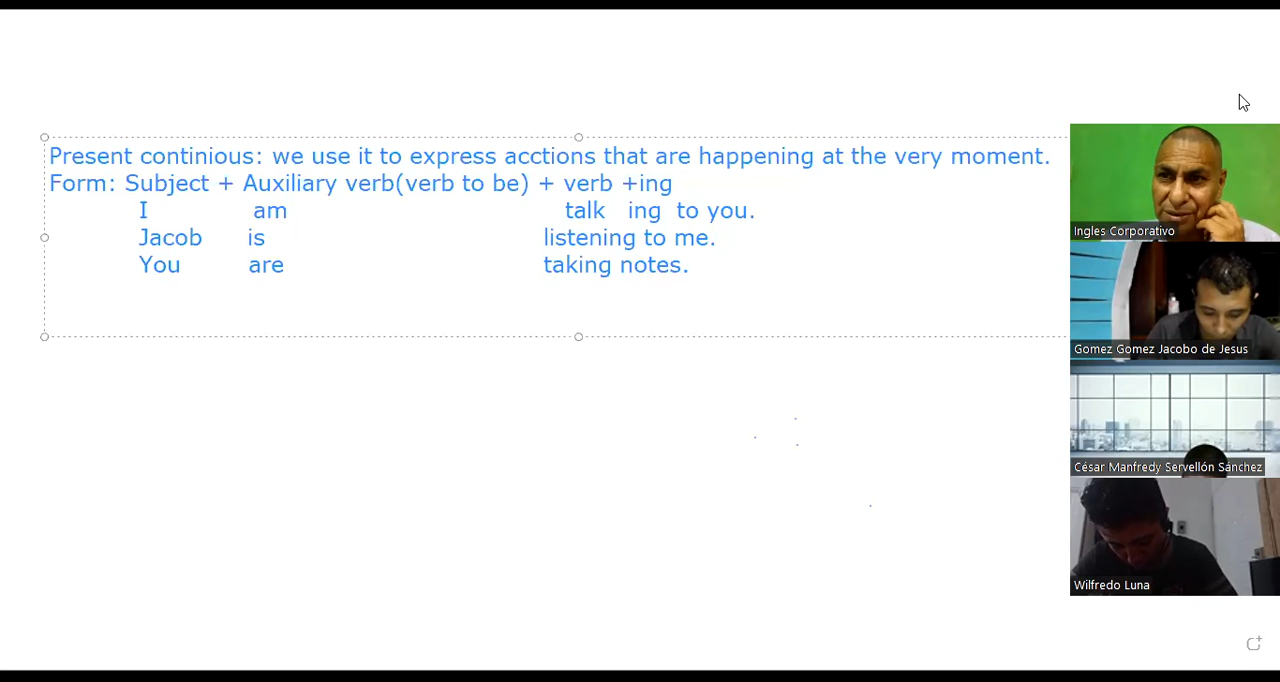 Present continious: we use it to express acctions that are happening at the very moment.
Form: Subject + Auxiliary verb(verb to be) + verb +ing
I am talk ing to you.
Jacob is listening to me.
You are taking notes.
Ingles Corporativo
Gomez Gomez Jacobo de Jesus
César Manfredy Servellón Sánchez
Wilfredo Luna